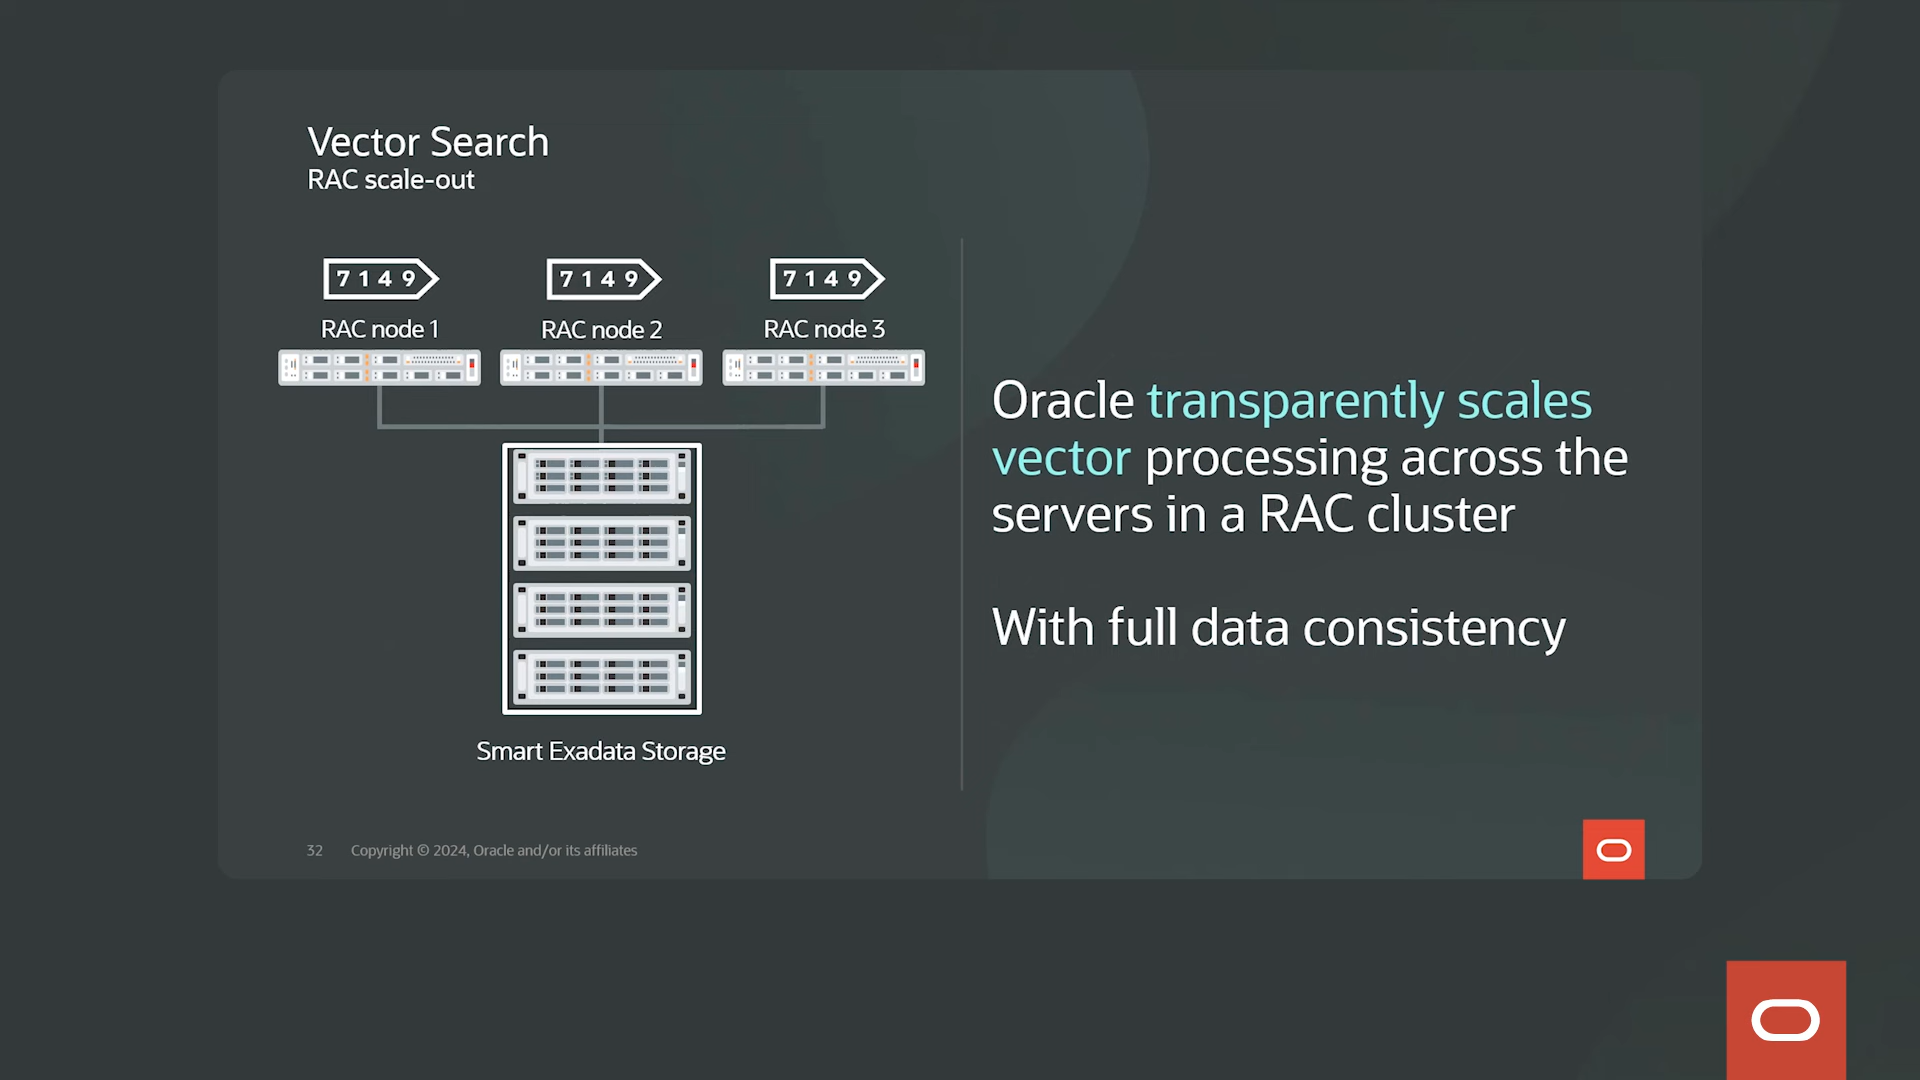 Vector Search
RAC scale-out
7 1 4 9
7 1 4 9
7 1 4 9
RAC node 1
RAC node 2
RAC node 3
Smart Exadata Storage
Oracle transparently scales
vector processing across the
servers in a RAC cluster
With full data consistency
32
Copyright © 2024, Oracle and/or its affiliates